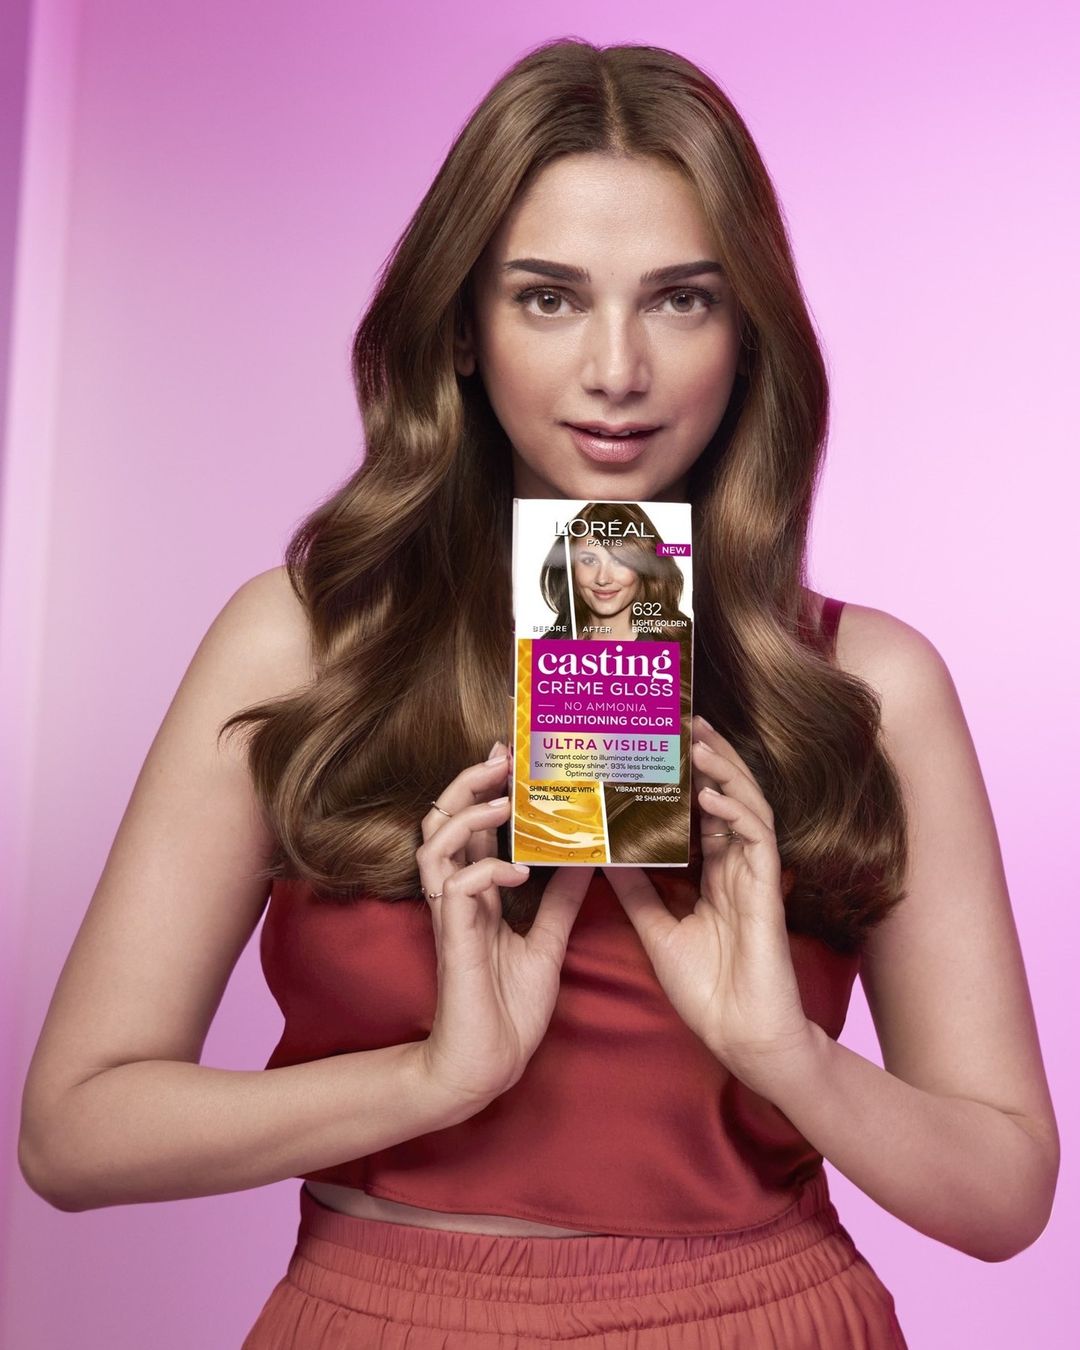 L'ORÉAL
PARIS
NEW
632
LIGHT GOLDEN
BROWN
BEFORE AFTER
casting
CRÈME GLOSS
NO AMMONIA
CONDITIONING COLOR
ULTRA VISIBLE
Vibrant color to illuminate dark hair.
5x more glossy shine*. 93% less breakage.
Optimal grey coverage.
SHINE MASQUE WITH
ROYAL JELLY
VIBRANT COLOR UP TO
32 SHAMPOOS*